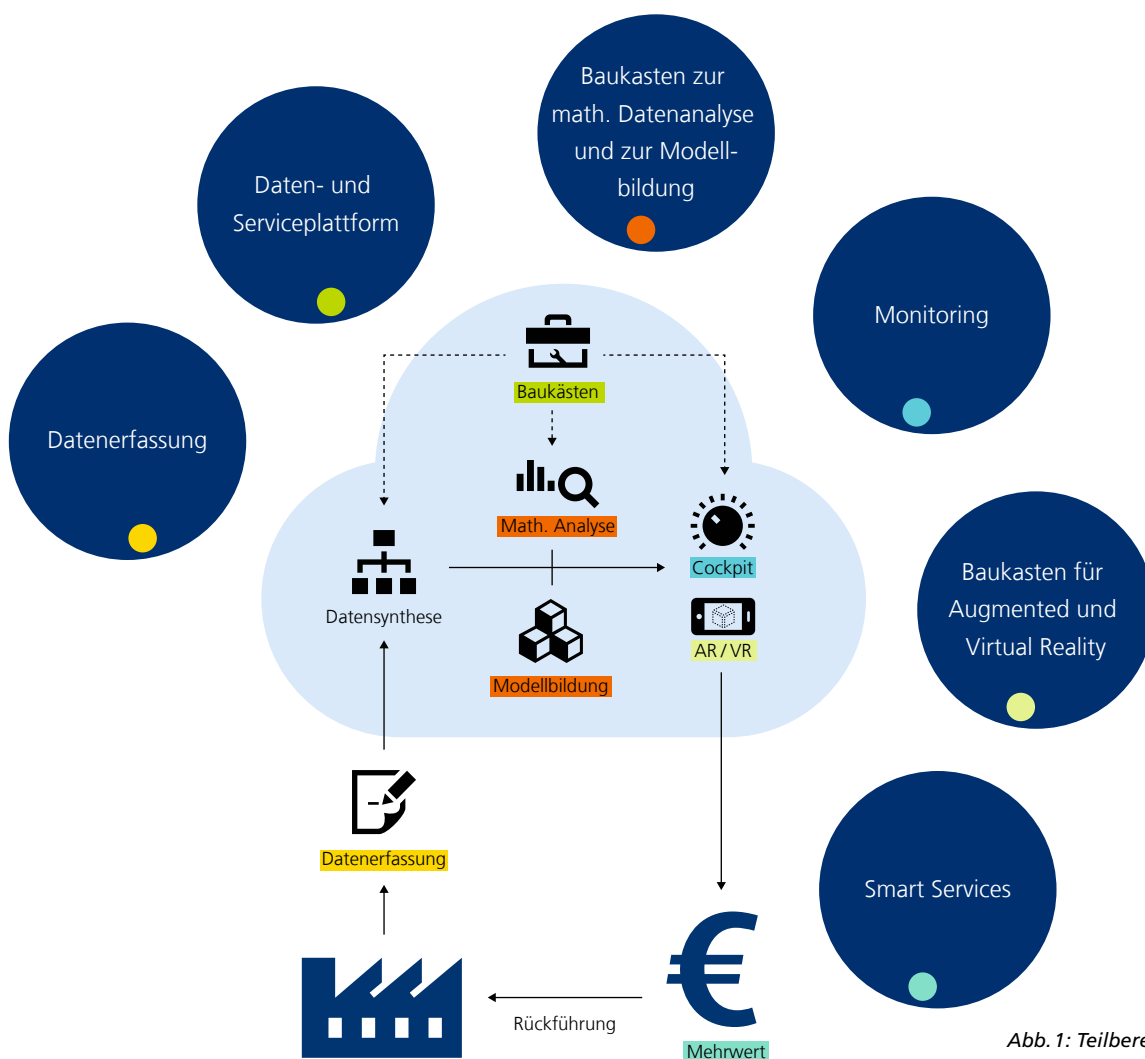 Baukasten zur
math. Datenanalyse
und zur Modell-
bildung
Daten- und
Serviceplattform
Monitoring
Datenerfassung
Baukästen
Math. Analyse
Cockpit
Datensynthese
AR / VR
Modellbildung
Baukasten für
Augmented und
Virtual Reality
Datenerfassung
Smart Services
€
Rückführung
Mehrwert
Abb. 1: